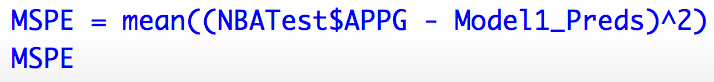 MSPE = mean((NBATest$APPG - Model1_Preds)^2)
MSPE